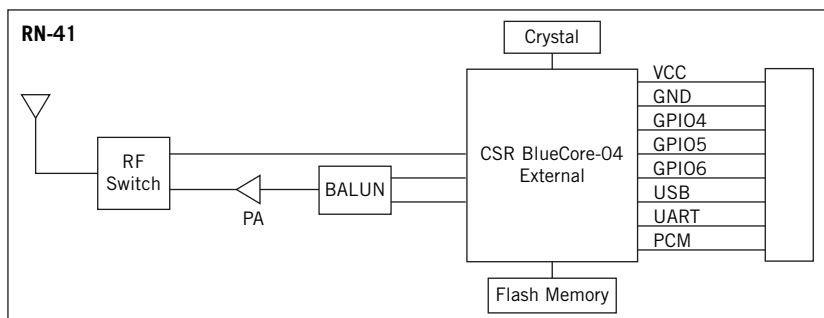 RN-41
Crystal
VCC
GND
GPIO4
GPIO5
GPIO6
USB
UART
PCM
CSR BlueCore-04
External
RF
Switch
PA
BALUN
Flash Memory